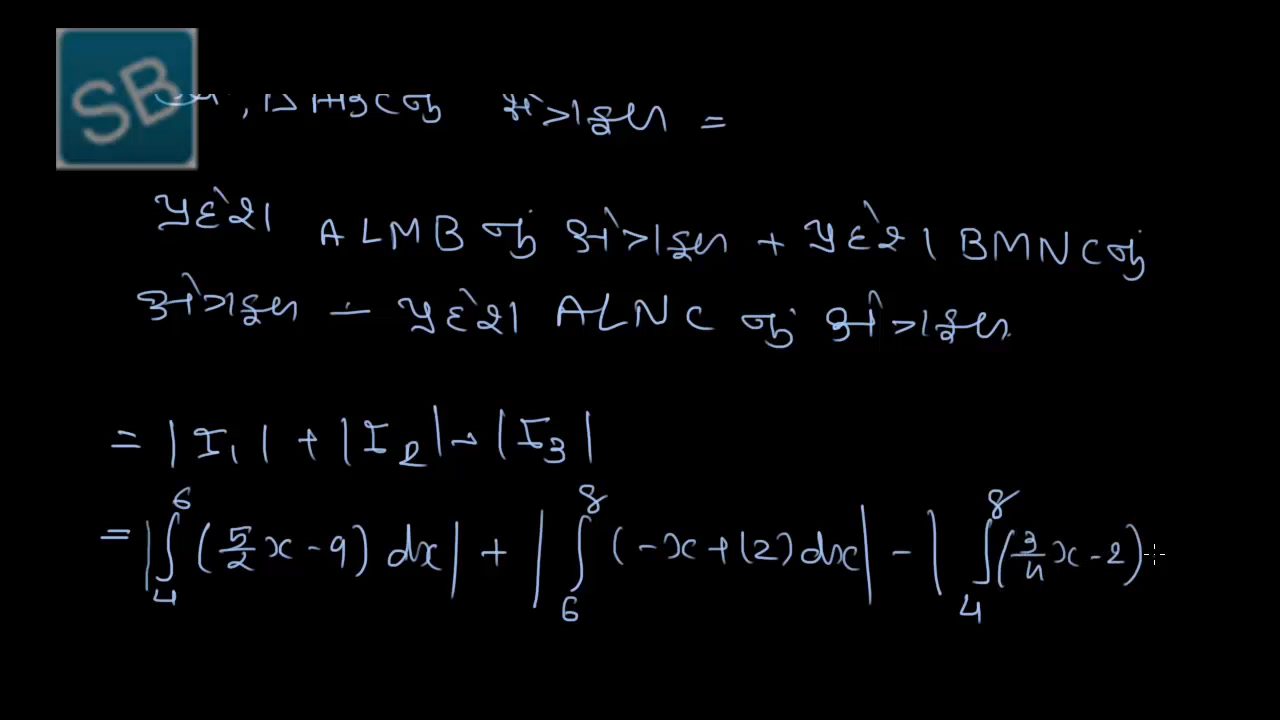 SB
, Δ ABC નું ક્ષેત્રફળ =
પ્રદેશ ALMB નું ક્ષેત્રફળ + પ્રદેશ BMNC નું
ક્ષેત્રફળ - પ્રદેશ ALNC નું ક્ષેત્રફળ
= |I₁| + |I₂| - |I₃|
= |∫₄⁶ (5/2 x - 9) dx| + |∫₆⁸ (-x + 12) dx| - |∫₄⁸ (3/4 x - 2)